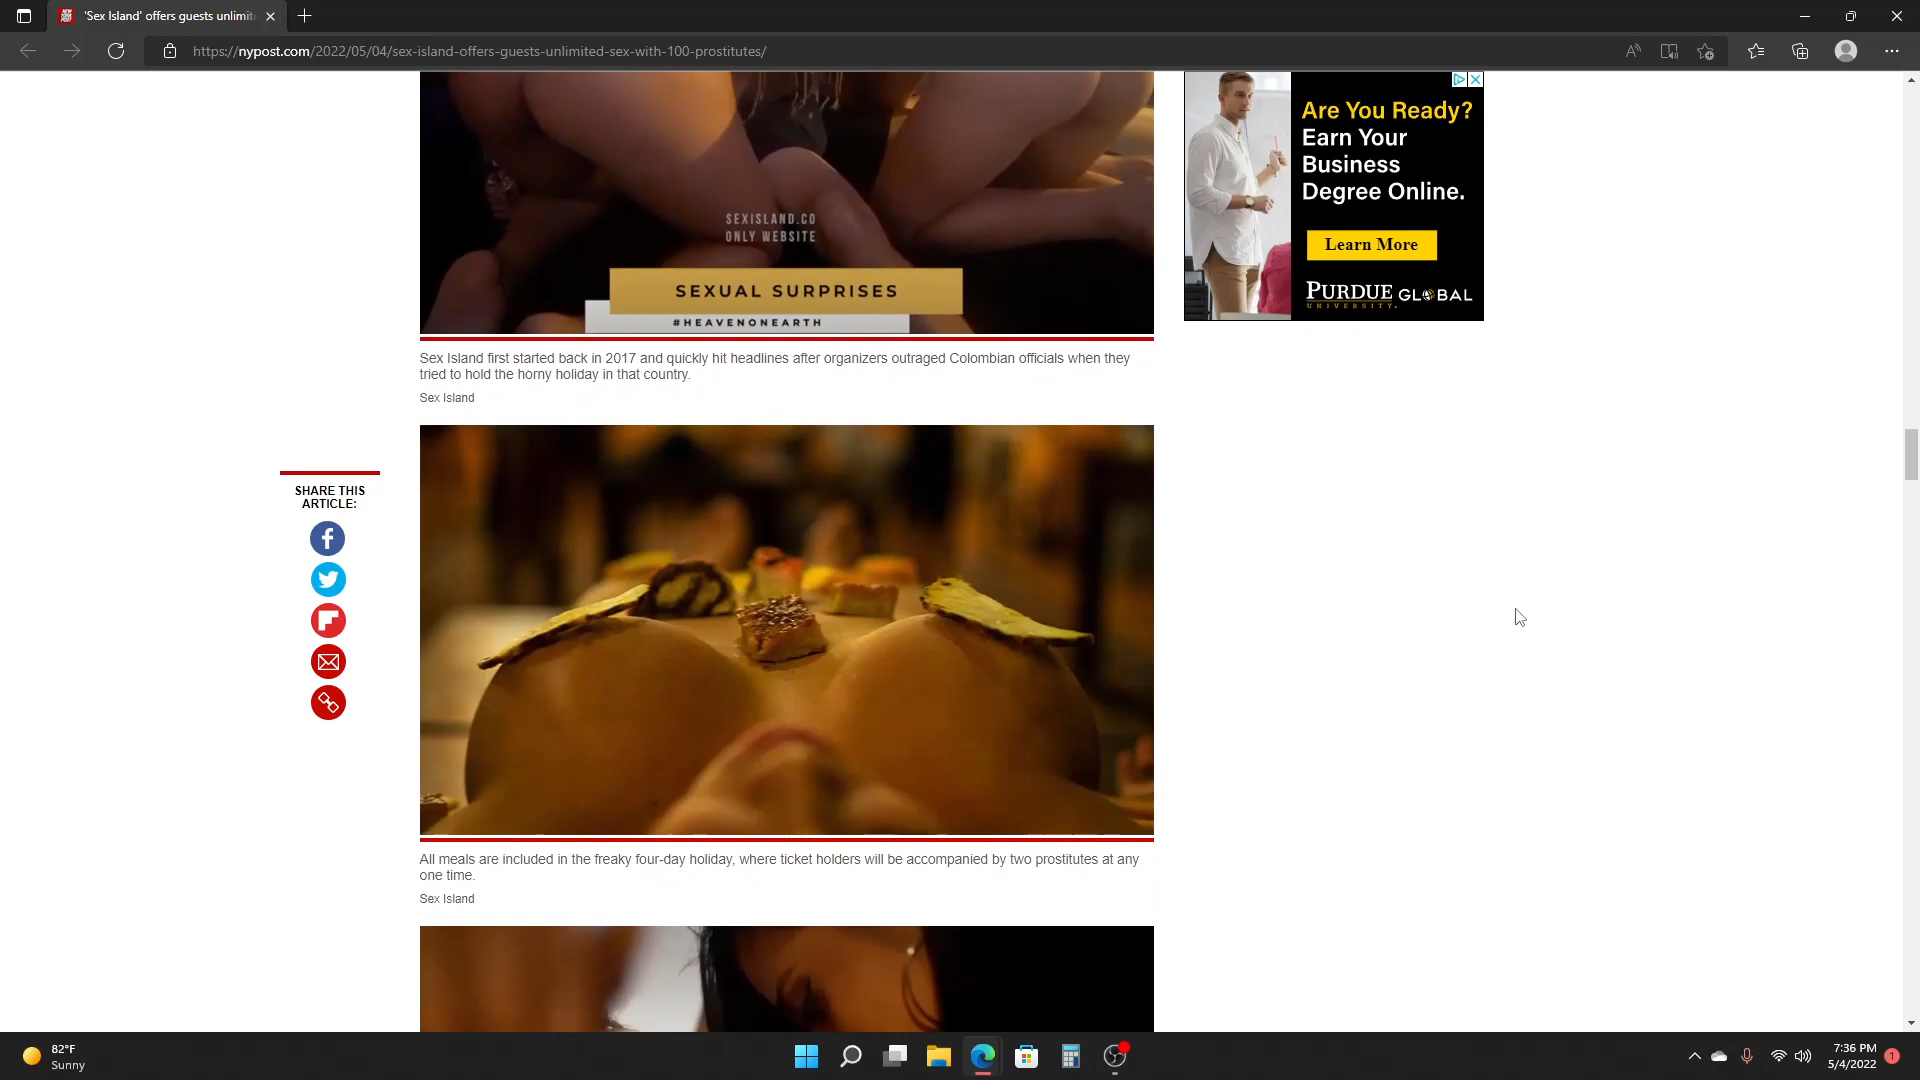 'Sex Island' offers guests unlimit
https://nypost.com/2022/05/04/sex-island-offers-guests-unlimited-sex-with-100-prostitutes/
SEXISLAND.CO
ONLY WEBSITE
SEXUAL SURPRISES
#HEAVENONEARTH
Are You Ready?
Earn Your
Business
Degree Online.
Learn More
PURDUE GLOBAL
UNIVERSITY.
Sex Island first started back in 2017 and quickly hit headlines after organizers outraged Colombian officials when they
tried to hold the horny holiday in that country.
Sex Island
SHARE THIS
ARTICLE:
All meals are included in the freaky four-day holiday, where ticket holders will be accompanied by two prostitutes at any
one time.
Sex Island
82°F
Sunny
7:36 PM
5/4/2022
1